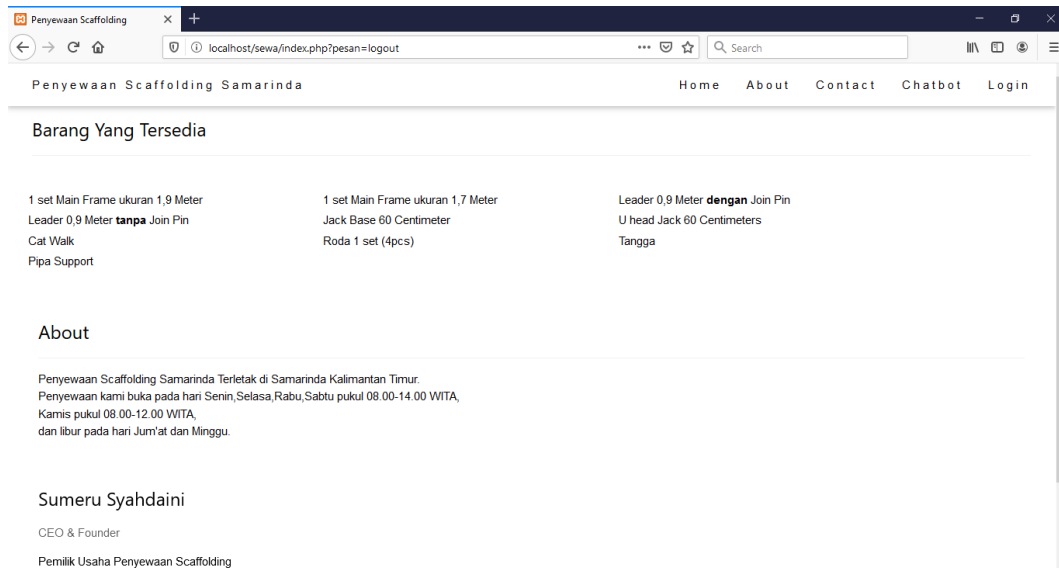 Penyewaan Scaffolding
localhost/sewa/index.php?pesan=logout
Search
Penyewaan Scaffolding Samarinda
Home About Contact Chatbot Login
Barang Yang Tersedia
1 set Main Frame ukuran 1,9 Meter
1 set Main Frame ukuran 1,7 Meter
Leader 0,9 Meter dengan Join Pin
Leader 0,9 Meter tanpa Join Pin
Jack Base 60 Centimeter
U head Jack 60 Centimeters
Cat Walk
Roda 1 set (4pcs)
Tangga
Pipa Support
About
Penyewaan Scaffolding Samarinda Terletak di Samarinda Kalimantan Timur.
Penyewaan kami buka pada hari Senin,Selasa,Rabu,Sabtu pukul 08.00-14.00 WITA,
Kamis pukul 08.00-12.00 WITA,
dan libur pada hari Jum'at dan Minggu.
Sumeru Syahdaini
CEO & Founder
Pemilik Usaha Penyewaan Scaffolding